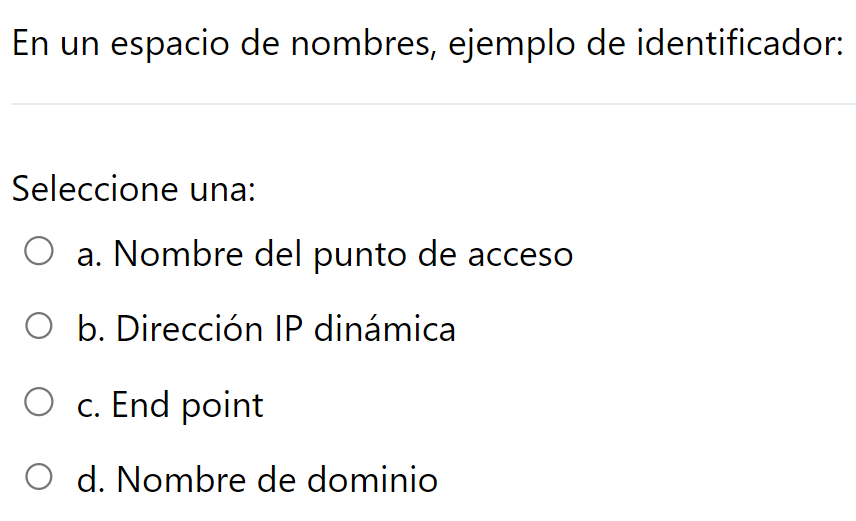 En un espacio de nombres, ejemplo de identificador:
Seleccione una:
a. Nombre del punto de acceso
b. Dirección IP dinámica
c. End point
d. Nombre de dominio